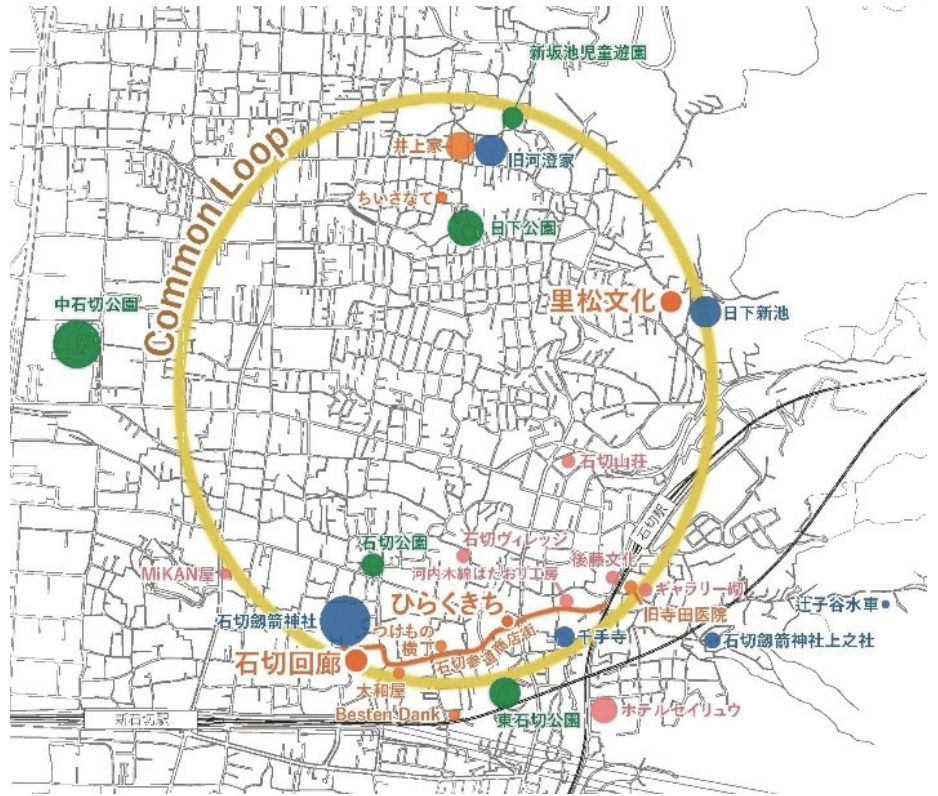 新坂池児童遊園
Common Loop
井上家
旧河澄家
ちいさなて
日下公園
中石切公園
里松文化
日下新池
石切山荘
石切駅
石切ヴィレッジ
石切公園
後藤文化
MiKAN屋
河内木綿はたおり工房
ギャラリー砌
ひらくきち
旧寺田医院
辻子谷水車
石切劔箭神社
つけもの
横丁
石切参道商店街
千手寺
石切劔箭神社上之社
石切回廊
大和屋
東石切公園
ホテルセイリュウ
Besten Dank
新石切駅